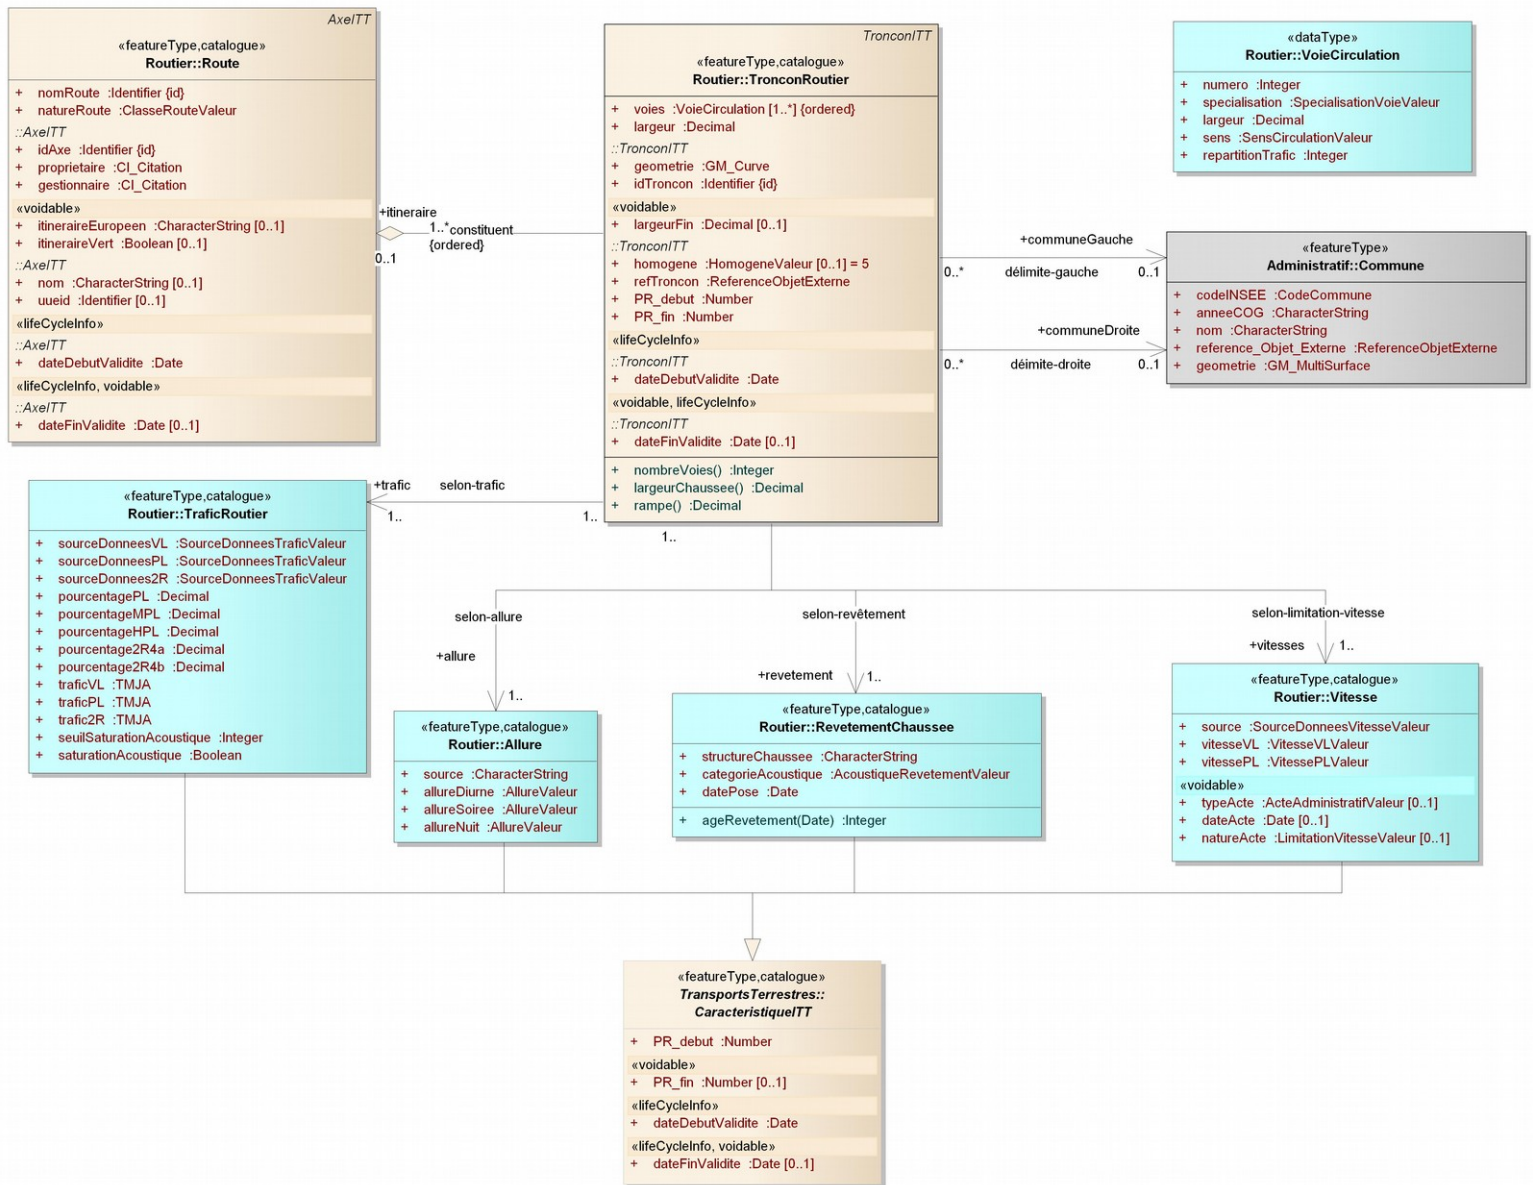 AxeITT
«featureType,catalogue»
Routier::Route
+ nomRoute :Identifier {id}
+ natureRoute :ClasseRouteValeur
::AxeITT
+ idAxe :Identifier {id}
+ proprietaire :CI_Citation
+ gestionnaire :CI_Citation
«voidable»
+ itineraireEuropeen :CharacterString [0..1]
+ itineraireVert :Boolean [0..1]
::AxeITT
+ nom :CharacterString [0..1]
+ uueid :Identifier [0..1]
«lifeCycleInfo»
::AxeITT
+ dateDebutValidite :Date
«lifeCycleInfo, voidable»
::AxeITT
+ dateFinValidite :Date [0..1]
+itineraire
1..*
constituent
{ordered}
0..1
TronconITT
«featureType,catalogue»
Routier::TronconRoutier
+ voies :VoieCirculation [1..*] {ordered}
+ largeur :Decimal
::TronconITT
+ geometrie :GM_Curve
+ idTroncon :Identifier {id}
«voidable»
+ largeurFin :Decimal [0..1]
::TronconITT
+ homogene :HomogeneValeur [0..1] = 5
+ refTroncon :ReferenceObjetExterne
+ PR_debut :Number
+ PR_fin :Number
«lifeCycleInfo»
::TronconITT
+ dateDebutValidite :Date
«voidable, lifeCycleInfo»
::TronconITT
+ dateFinValidite :Date [0..1]
+ nombreVoies() :Integer
+ largeurChaussee() :Decimal
+ rampe() :Decimal
«dataType»
Routier::VoieCirculation
+ numero :Integer
+ specialisation :SpecialisationVoieValeur
+ largeur :Decimal
+ sens :SensCirculationValeur
+ repartitionTrafic :Integer
+communeGauche
0..*
délimite-gauche
0..1
+communeDroite
0..*
déimite-droite
0..1
«featureType»
Administratif::Commune
+ codeINSEE :CodeCommune
+ anneeCOG :CharacterString
+ nom :CharacterString
+ reference_Objet_Externe :ReferenceObjetExterne
+ geometrie :GM_MultiSurface
+trafic
selon-trafic
1..
1..
1..
«featureType,catalogue»
Routier::TraficRoutier
+ sourceDonneesVL :SourceDonneesTraficValeur
+ sourceDonneesPL :SourceDonneesTraficValeur
+ sourceDonnees2R :SourceDonneesTraficValeur
+ pourcentagePL :Decimal
+ pourcentageMPL :Decimal
+ pourcentageHPL :Decimal
+ pourcentage2R4a :Decimal
+ pourcentage2R4b :Decimal
+ traficVL :TMJA
+ traficPL :TMJA
+ trafic2R :TMJA
+ seuilSaturationAcoustique :Integer
+ saturationAcoustique :Boolean
selon-allure
+allure
1..
selon-revêtement
+revetement
1..
selon-limitation-vitesse
+vitesses
1..
«featureType,catalogue»
Routier::Allure
+ source :CharacterString
+ allureDiurne :AllureValeur
+ allureSoiree :AllureValeur
+ allureNuit :AllureValeur
«featureType,catalogue»
Routier::RevetementChaussee
+ structureChaussee :CharacterString
+ categorieAcoustique :AcoustiqueRevetementValeur
+ datePose :Date
+ ageRevetement(Date) :Integer
«featureType,catalogue»
Routier::Vitesse
+ source :SourceDonneesVitesseValeur
+ vitesseVL :VitesseVLValeur
+ vitessePL :VitessePLValeur
«voidable»
+ typeActe :ActeAdministratifValeur [0..1]
+ dateActe :Date [0..1]
+ natureActe :LimitationVitesseValeur [0..1]
«featureType,catalogue»
TransportsTerrestres::
CaracteristiqueITT
+ PR_debut :Number
«voidable»
+ PR_fin :Number [0..1]
«lifeCycleInfo»
+ dateDebutValidite :Date
«lifeCycleInfo, voidable»
+ dateFinValidite :Date [0..1]